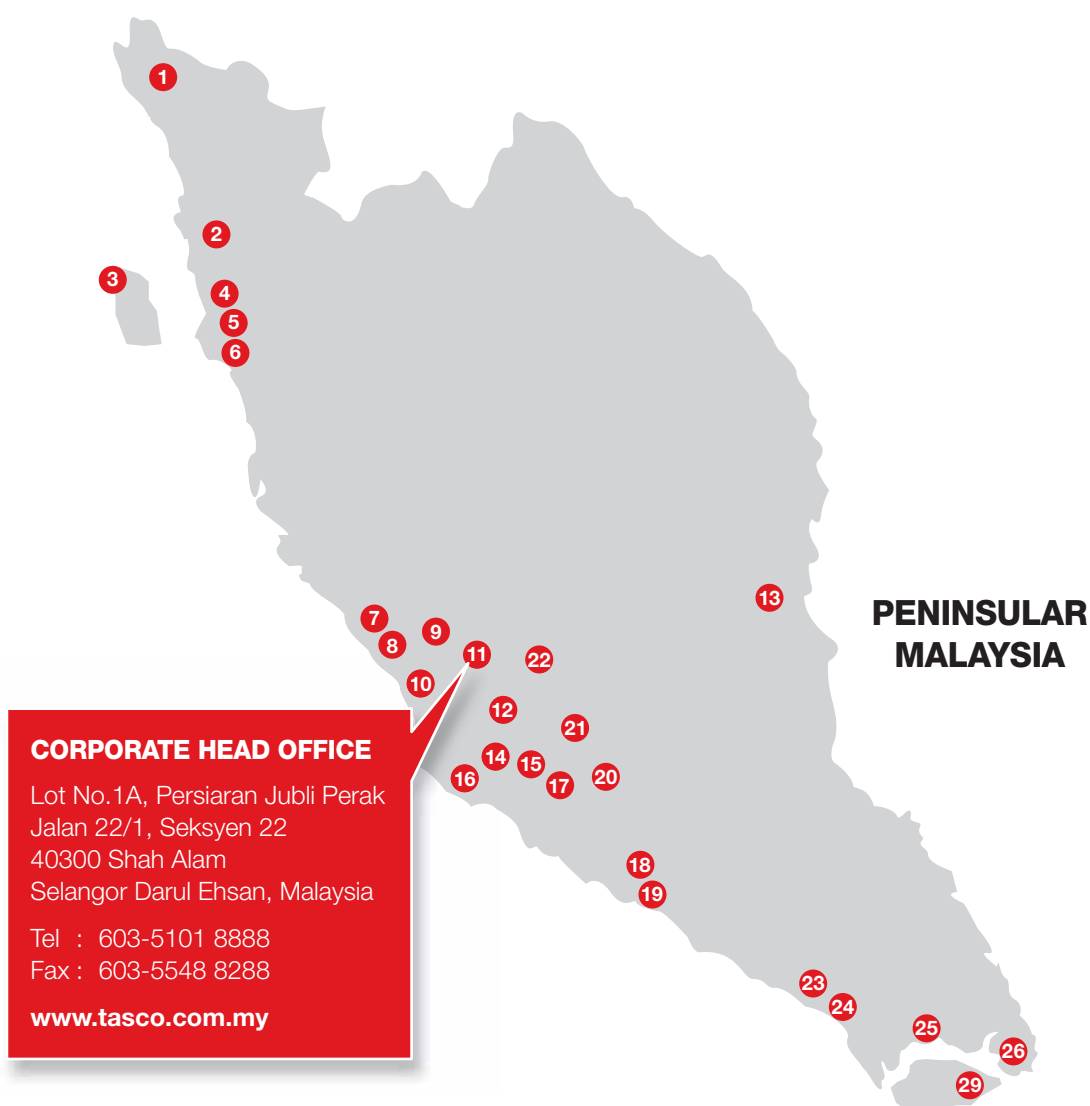 1
2
3
4
5
6
7
8
9
10
11
22
13
PENINSULAR
MALAYSIA
12
21
14
15
16
17
20
CORPORATE HEAD OFFICE
Lot No.1A, Persiaran Jubli Perak
Jalan 22/1, Seksyen 22
40300 Shah Alam
Selangor Darul Ehsan, Malaysia
Tel : 603-5101 8888
Fax : 603-5548 8288
www.tasco.com.my
18
19
23
24
25
26
29